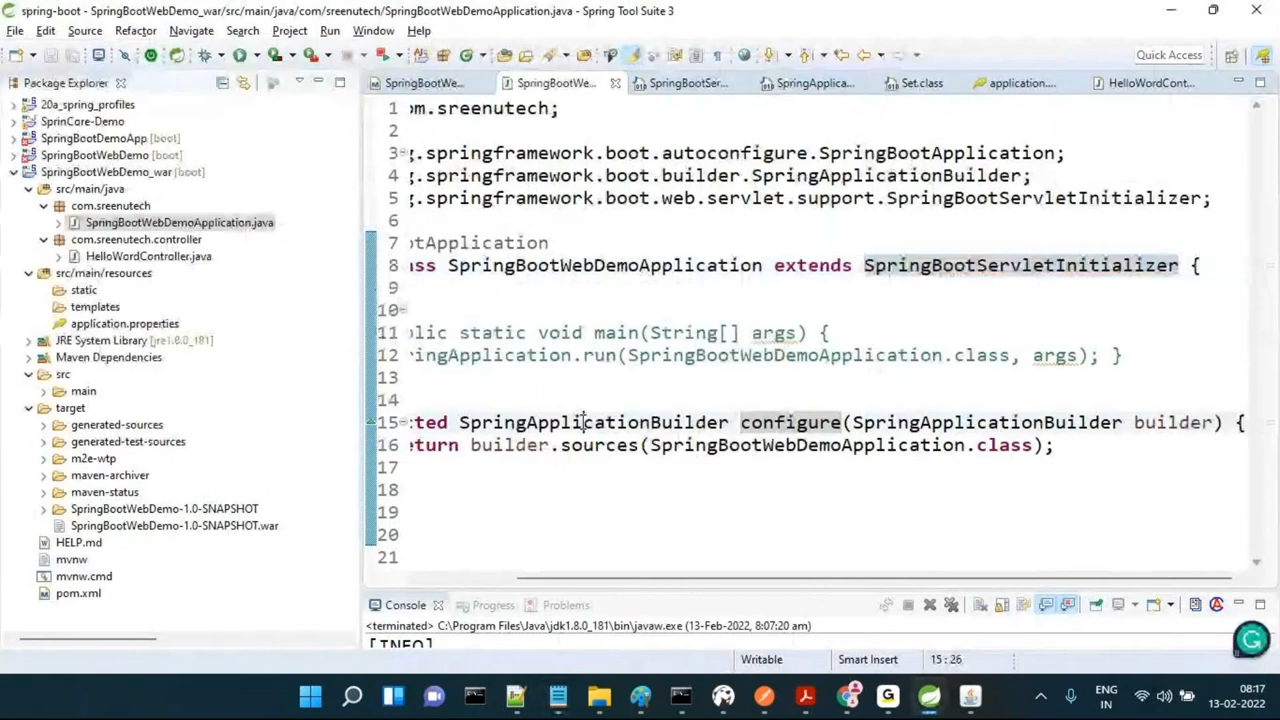 spring-boot - SpringBootWebDemo_war/src/main/java/com/sreenutech/SpringBootWebDemoApplication.java - Spring Tool Suite 3
File Edit Source Refactor Navigate Search Project Run Window Help
Quick Access
Package Explorer
20a_spring_profiles
SprinCore-Demo
SpringBootDemoApp [boot]
SpringBootWebDemo [boot]
SpringBootWebDemo_war [boot]
src/main/java
com.sreenutech
SpringBootWebDemoApplication.java
com.sreenutech.controller
HelloWordController.java
src/main/resources
static
templates
application.properties
JRE System Library [jre1.8.0_181]
Maven Dependencies
src
main
target
generated-sources
generated-test-sources
m2e-wtp
maven-archiver
maven-status
SpringBootWebDemo-1.0-SNAPSHOT
SpringBootWebDemo-1.0-SNAPSHOT.war
HELP.md
mvnw
mvnw.cmd
pom.xml
SpringBootWe... SpringBootWe... SpringBootSer... SpringApplica... Set.class application.... HelloWordCont...
1 om.sreenutech;
2
3 g.springframework.boot.autoconfigure.SpringBootApplication;
4 g.springframework.boot.builder.SpringApplicationBuilder;
5 g.springframework.boot.web.servlet.support.SpringBootServletInitializer;
6
7 otApplication
8 ass SpringBootWebDemoApplication extends SpringBootServletInitializer {
9
10
11 lic static void main(String[] args) {
12 ringApplication.run(SpringBootWebDemoApplication.class, args); }
13
14
15 cted SpringApplicationBuilder configure(SpringApplicationBuilder builder) {
16 eturn builder.sources(SpringBootWebDemoApplication.class);
17
18
19
20
21
Console Progress Problems
<terminated> C:\Program Files\Java\jdk1.8.0_181\bin\javaw.exe (13-Feb-2022, 8:07:20 am)
[INFO]
Writable Smart Insert 15 : 26
ENG
IN
08:17
13-02-2022